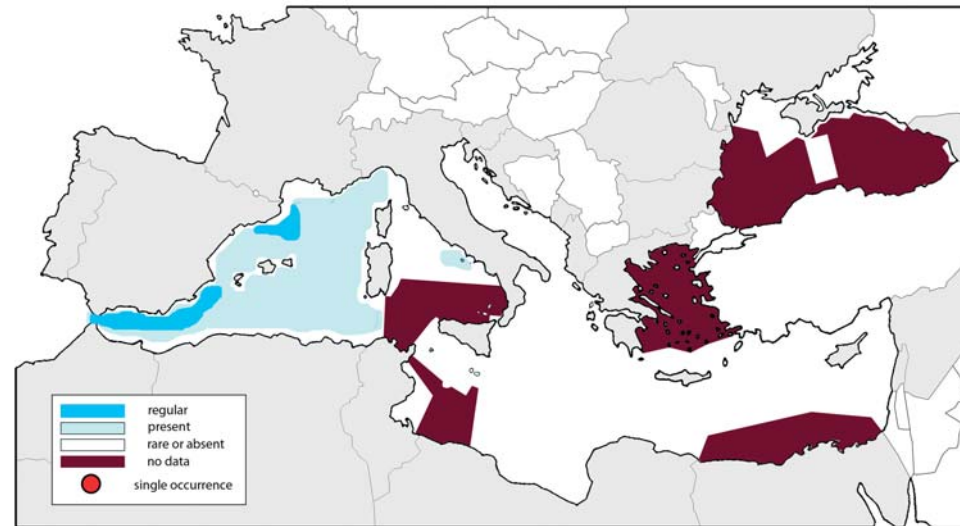 regular
present
rare or absent
no data
single occurrence